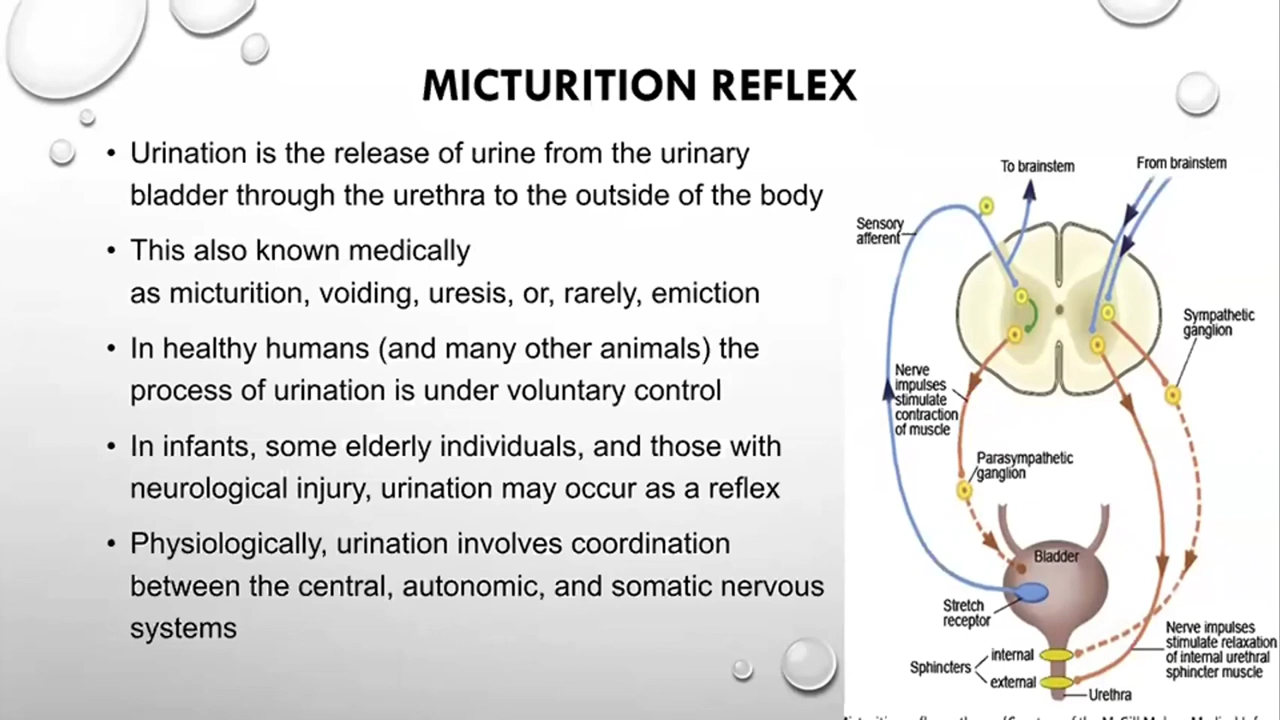 MICTURITION REFLEX
• Urination is the release of urine from the urinary
bladder through the urethra to the outside of the body
• This also known medically
as micturition, voiding, uresis, or, rarely, emiction
• In healthy humans (and many other animals) the
process of urination is under voluntary control
• In infants, some elderly individuals, and those with
neurological injury, urination may occur as a reflex
• Physiologically, urination involves coordination
between the central, autonomic, and somatic nervous
systems
To brainstem
From brainstem
Sensory
afferent
Sympathetic
ganglion
Nerve
impulses
stimulate
contraction
of muscle
Parasympathetic
ganglion
Bladder
Stretch
receptor
Nerve impulses
stimulate relaxation
of internal urethral
sphincter muscle
Sphincters
internal
external
Urethra